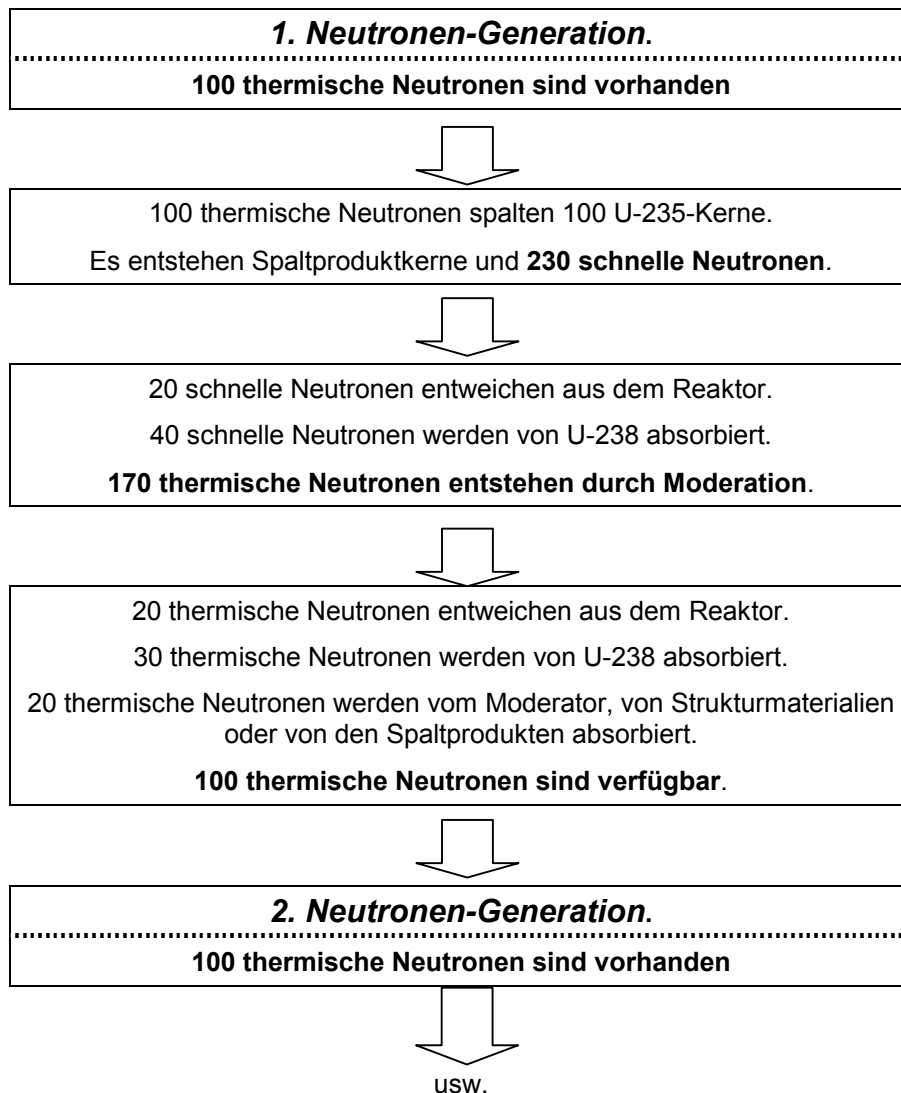 1. Neutronen-Generation.
100 thermische Neutronen sind vorhanden
100 thermische Neutronen spalten 100 U-235-Kerne.
Es entstehen Spaltproduktkerne und 230 schnelle Neutronen.
20 schnelle Neutronen entweichen aus dem Reaktor.
40 schnelle Neutronen werden von U-238 absorbiert.
170 thermische Neutronen entstehen durch Moderation.
20 thermische Neutronen entweichen aus dem Reaktor.
30 thermische Neutronen werden von U-238 absorbiert.
20 thermische Neutronen werden vom Moderator, von Strukturmaterialien
oder von den Spaltprodukten absorbiert.
100 thermische Neutronen sind verfügbar.
2. Neutronen-Generation.
100 thermische Neutronen sind vorhanden
usw.